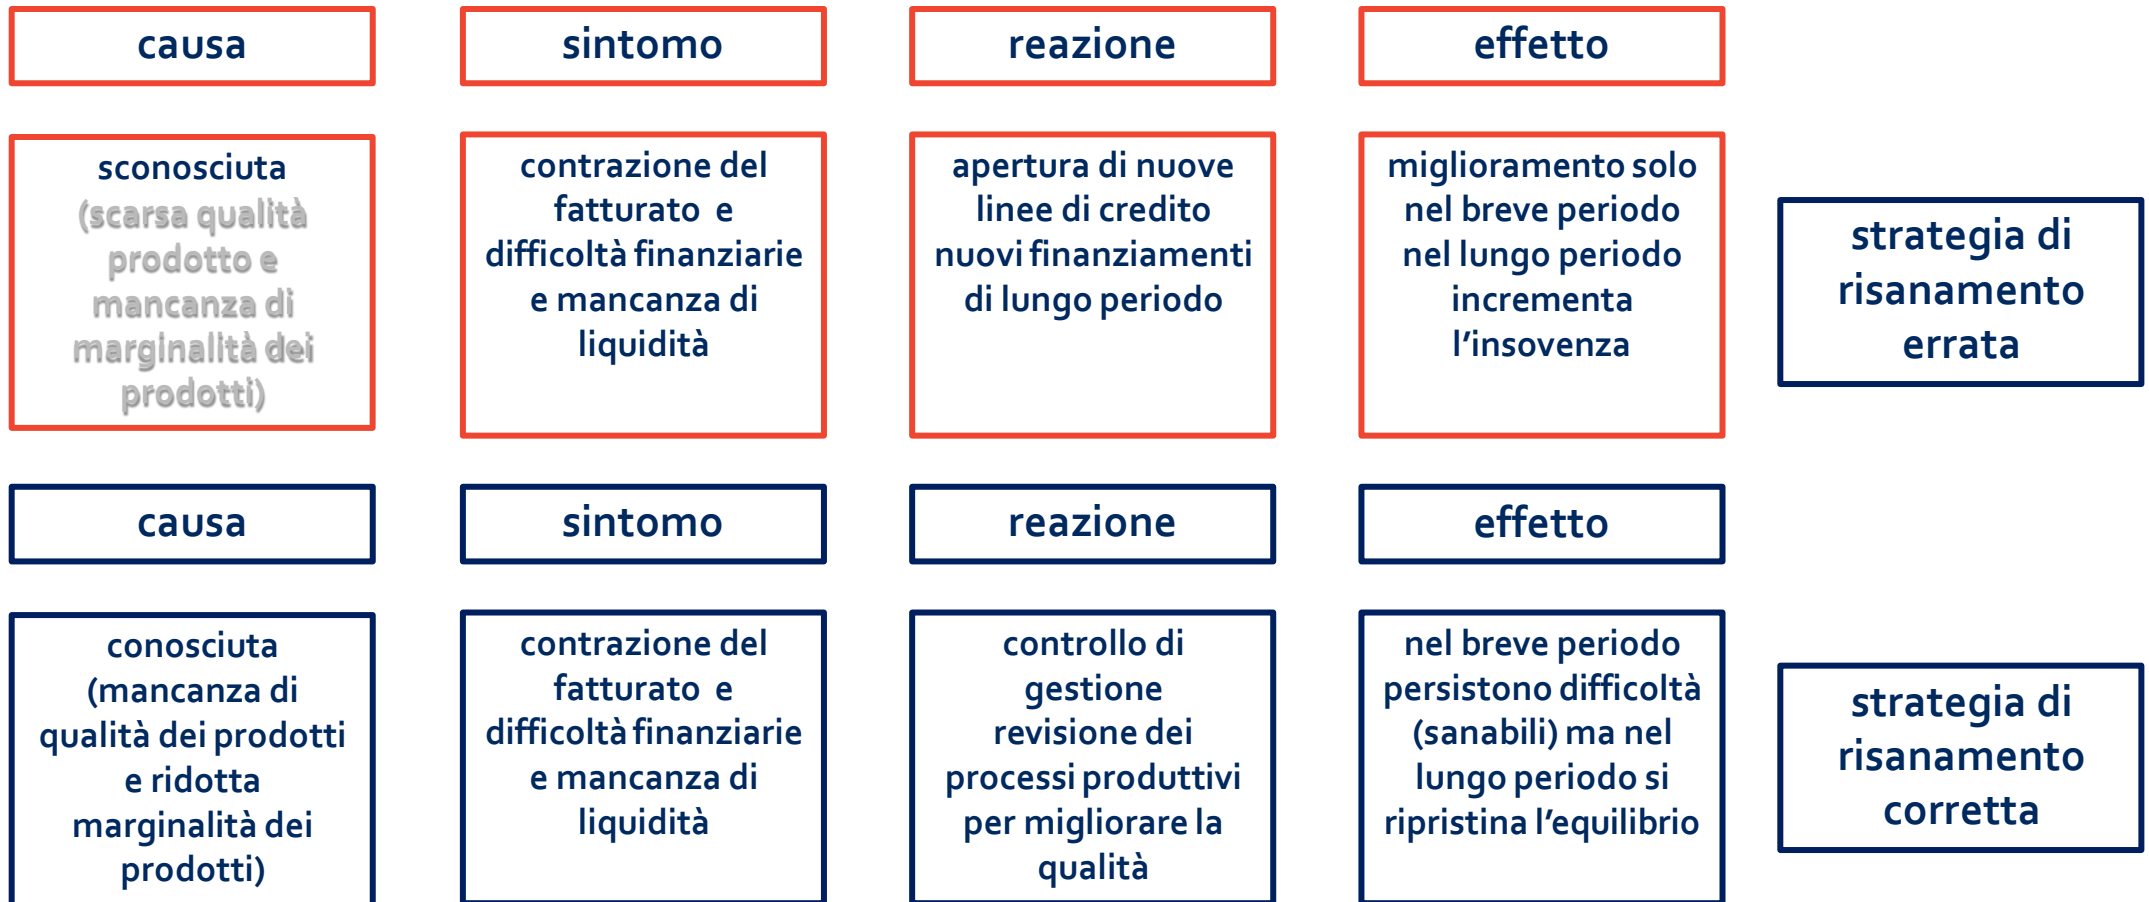 causa
sintomo
reazione
effetto
sconosciuta
(scarsa qualità
prodotto e
mancanza di
marginalità dei
prodotti)
contrazione del
fatturato e
difficoltà finanziarie
e mancanza di
liquidità
apertura di nuove
linee di credito
nuovi finanziamenti
di lungo periodo
miglioramento solo
nel breve periodo
nel lungo periodo
incrementa
l’insovenza
strategia di
risanamento
errata
causa
sintomo
reazione
effetto
conosciuta
(mancanza di
qualità dei prodotti
e ridotta
marginalità dei
prodotti)
contrazione del
fatturato e
difficoltà finanziarie
e mancanza di
liquidità
controllo di
gestione
revisione dei
processi produttivi
per migliorare la
qualità
nel breve periodo
persistono difficoltà
(sanabili) ma nel
lungo periodo si
ripristina l’equilibrio
strategia di
risanamento
corretta